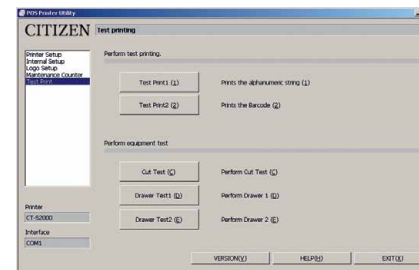 POS Printer Utility
CITIZEN Test printing
Printer Setup
Internal Setup
Logo Setup
Maintenance Counter
Test Print
Perform test printing.
Test Print1 (1) Prints the alphanumeric string (1)
Test Print2 (2) Prints the Barcode (2)
Perform equipment test
Cut Test (C) Perform Cut Test (C)
Drawer Test1 (D) Perform Drawer 1 (D)
Drawer Test2 (E) Perform Drawer 2 (E)
Printer
CT-S2000
Interface
COM1
VERSION(V) HELP(H) EXIT(X)